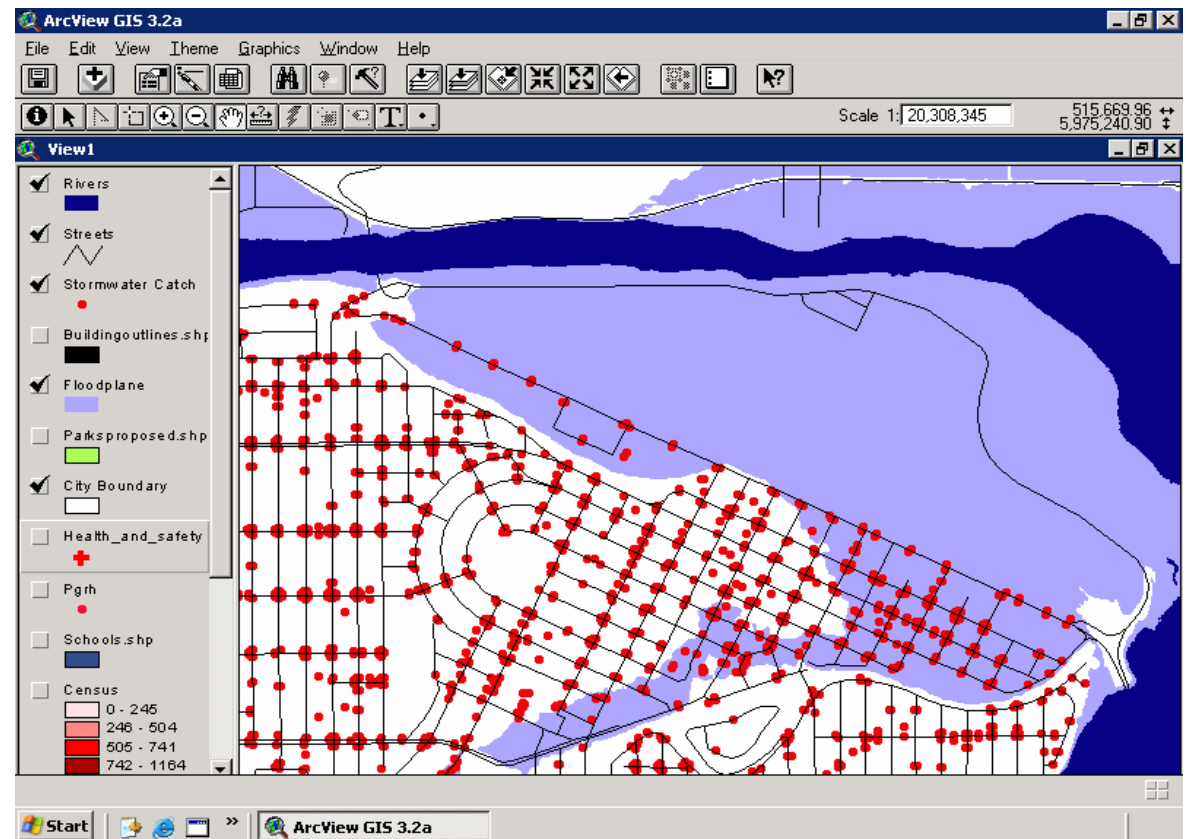 ArcView GIS 3.2a
File Edit View Theme Graphics Window Help
T
Scale 1: 20,308,345
515,669.96
5,975,240.90
View1
Rivers
Streets
Stormwater Catch
Buildingoutlines.shp
Floodplane
Parksproposed.shp
City Boundary
Health_and_safety
Pgrh
Schools.shp
Census
0 - 245
246 - 504
505 - 741
742 - 1164
Start » ArcView GIS 3.2a